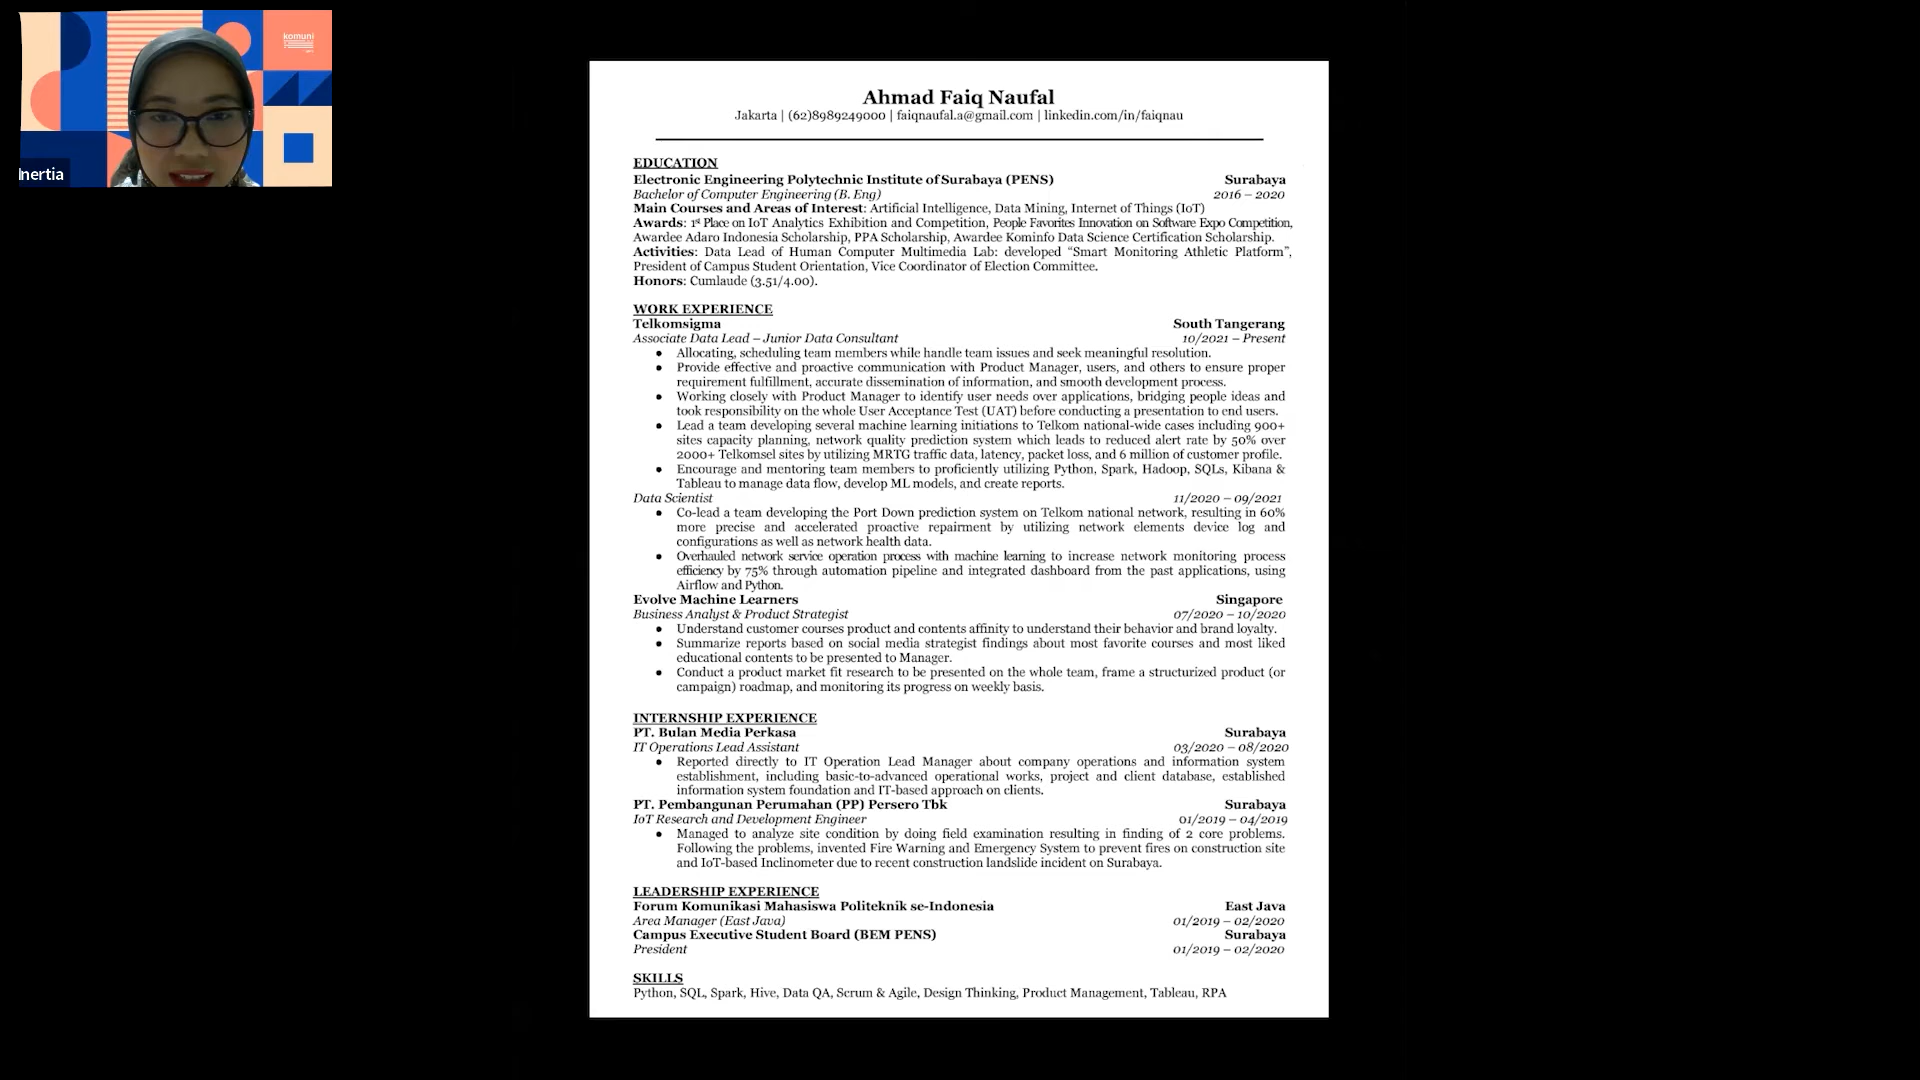 komuni
Inertia
Ahmad Faiq Naufal
Jakarta | (62)8989249000 | faiqnaufal.a@gmail.com | linkedin.com/in/faiqnau
EDUCATION
Electronic Engineering Polytechnic Institute of Surabaya (PENS) Surabaya
Bachelor of Computer Engineering (B. Eng) 2016 – 2020
Main Courses and Areas of Interest: Artificial Intelligence, Data Mining, Internet of Things (IoT)
Awards: 1st Place on IoT Analytics Exhibition and Competition, People Favorites Innovation on Software Expo Competition,
Awardee Adaro Indonesia Scholarship, PPA Scholarship, Awardee Kominfo Data Science Certification Scholarship.
Activities: Data Lead of Human Computer Multimedia Lab: developed “Smart Monitoring Athletic Platform”,
President of Campus Student Orientation, Vice Coordinator of Election Committee.
Honors: Cumlaude (3.51/4.00).
WORK EXPERIENCE
Telkomsigma South Tangerang
Associate Data Lead – Junior Data Consultant 10/2021 – Present
• Allocating, scheduling team members while handle team issues and seek meaningful resolution.
• Provide effective and proactive communication with Product Manager, users, and others to ensure proper
requirement fulfillment, accurate dissemination of information, and smooth development process.
• Working closely with Product Manager to identify user needs over applications, bridging people ideas and
took responsibility on the whole User Acceptance Test (UAT) before conducting a presentation to end users.
• Lead a team developing several machine learning initiations to Telkom national-wide cases including 900+
sites capacity planning, network quality prediction system which leads to reduced alert rate by 50% over
2000+ Telkomsel sites by utilizing MRTG traffic data, latency, packet loss, and 6 million of customer profile.
• Encourage and mentoring team members to proficiently utilizing Python, Spark, Hadoop, SQLs, Kibana &
Tableau to manage data flow, develop ML models, and create reports.
Data Scientist 11/2020 – 09/2021
• Co-lead a team developing the Port Down prediction system on Telkom national network, resulting in 60%
more precise and accelerated proactive repairment by utilizing network elements device log and
configurations as well as network health data.
• Overhauled network service operation process with machine learning to increase network monitoring process
efficiency by 75% through automation pipeline and integrated dashboard from the past applications, using
Airflow and Python.
Evolve Machine Learners Singapore
Business Analyst & Product Strategist 07/2020 – 10/2020
• Understand customer courses product and contents affinity to understand their behavior and brand loyalty.
• Summarize reports based on social media strategist findings about most favorite courses and most liked
educational contents to be presented to Manager.
• Conduct a product market fit research to be presented on the whole team, frame a structurized product (or
campaign) roadmap, and monitoring its progress on weekly basis.
INTERNSHIP EXPERIENCE
PT. Bulan Media Perkasa Surabaya
IT Operations Lead Assistant 03/2020 – 08/2020
• Reported directly to IT Operation Lead Manager about company operations and information system
establishment, including basic-to-advanced operational works, project and client database, established
information system foundation and IT-based approach on clients.
PT. Pembangunan Perumahan (PP) Persero Tbk Surabaya
IoT Research and Development Engineer 01/2019 – 04/2019
• Managed to analyze site condition by doing field examination resulting in finding of 2 core problems.
Following the problems, invented Fire Warning and Emergency System to prevent fires on construction site
and IoT-based Inclinometer due to recent construction landslide incident on Surabaya.
LEADERSHIP EXPERIENCE
Forum Komunikasi Mahasiswa Politeknik se-Indonesia East Java
Area Manager (East Java) 01/2019 – 02/2020
Campus Executive Student Board (BEM PENS) Surabaya
President 01/2019 – 02/2020
SKILLS
Python, SQL, Spark, Hive, Data QA, Scrum & Agile, Design Thinking, Product Management, Tableau, RPA